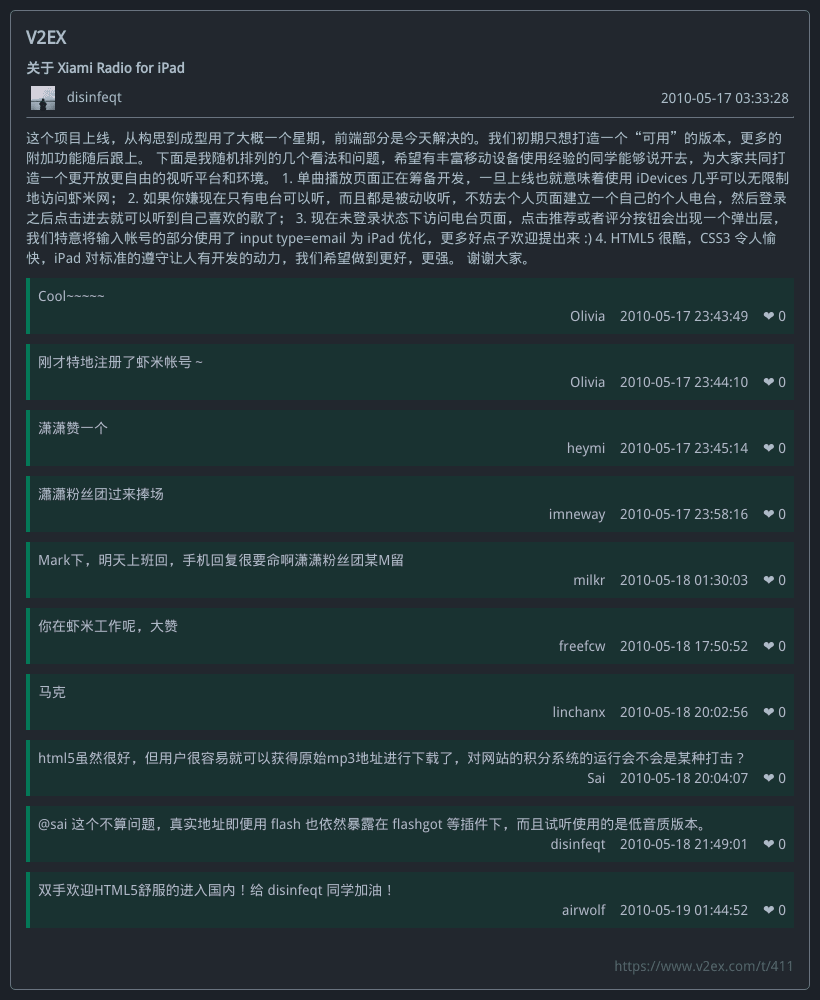 V2EX
关于 Xiami Radio for iPad
disinfeqt 2010-05-17 03:33:28
这个项目上线，从构思到成型用了大概一个星期，前端部分是今天解决的。我们初期只想打造一个“可用”的版本，更多的
附加功能随后跟上。 下面是我随机排列的几个看法和问题，希望有丰富移动设备使用经验的同学能够说开去，为大家共同打
造一个更开放更自由的视听平台和环境。 1. 单曲播放页面正在筹备开发，一旦上线也就意味着使用 iDevices 几乎可以无限制
地访问虾米网； 2. 如果你嫌现在只有电台可以听，而且都是被动收听，不妨去个人页面建立一个自己的个人电台，然后登录
之后点击进去就可以听到自己喜欢的歌了； 3. 现在未登录状态下访问电台页面，点击推荐或者评分按钮会出现一个弹出层，
我们特意将输入帐号的部分使用了 input type=email 为 iPad 优化，更多好点子欢迎提出来 :) 4. HTML5 很酷，CSS3 令人愉
快，iPad 对标准的遵守让人有开发的动力，我们希望做到更好，更强。 谢谢大家。
Cool~~~~~
Olivia 2010-05-17 23:43:49 ❤ 0
刚才特地注册了虾米帐号 ~
Olivia 2010-05-17 23:44:10 ❤ 0
潇潇赞一个
heymi 2010-05-17 23:45:14 ❤ 0
瀟瀟粉丝团过来捧场
imneway 2010-05-17 23:58:16 ❤ 0
Mark下，明天上班回，手机回复很要命啊潇潇粉丝团某M留
milkr 2010-05-18 01:30:03 ❤ 0
你在虾米工作呢，大赞
freefcw 2010-05-18 17:50:52 ❤ 0
马克
linchanx 2010-05-18 20:02:56 ❤ 0
html5虽然很好，但用户很容易就可以获得原始mp3地址进行下载了，对网站的积分系统的运行会不会是某种打击？
Sai 2010-05-18 20:04:07 ❤ 0
@sai 这个不算问题，真实地址即便用 flash 也依然暴露在 flashgot 等插件下，而且试听使用的是低音质版本。
disinfeqt 2010-05-18 21:49:01 ❤ 0
双手欢迎HTML5舒服的进入国内！给 disinfeqt 同学加油！
airwolf 2010-05-19 01:44:52 ❤ 0
https://www.v2ex.com/t/411